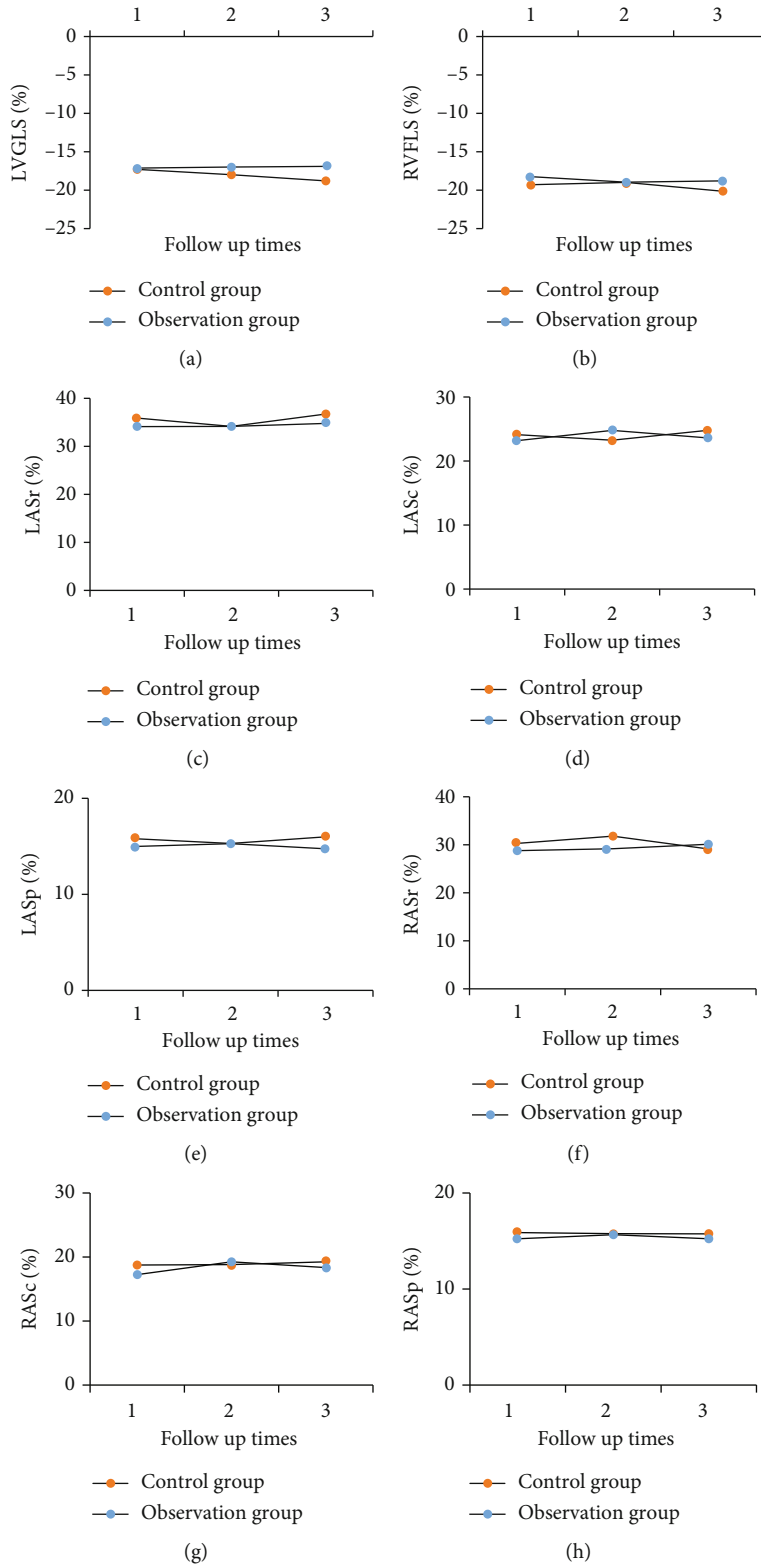 1 2 3
0
−5
−10
−15
−20
−25
LVGLS (%)
Follow up times
Control group
Observation group
(a)
1 2 3
0
−5
−10
−15
−20
−25
RVFLS (%)
Follow up times
Control group
Observation group
(b)
40
30
20
10
0
LASr (%)
1 2 3
Follow up times
Control group
Observation group
(c)
30
20
10
0
LASc (%)
1 2 3
Follow up times
Control group
Observation group
(d)
20
10
0
LASp (%)
1 2 3
Follow up times
Control group
Observation group
(e)
40
30
20
10
0
RASr (%)
1 2 3
Follow up times
Control group
Observation group
(f)
30
20
10
0
RASc (%)
1 2 3
Follow up times
Control group
Observation group
(g)
20
10
0
RASp (%)
1 2 3
Follow up times
Control group
Observation group
(h)